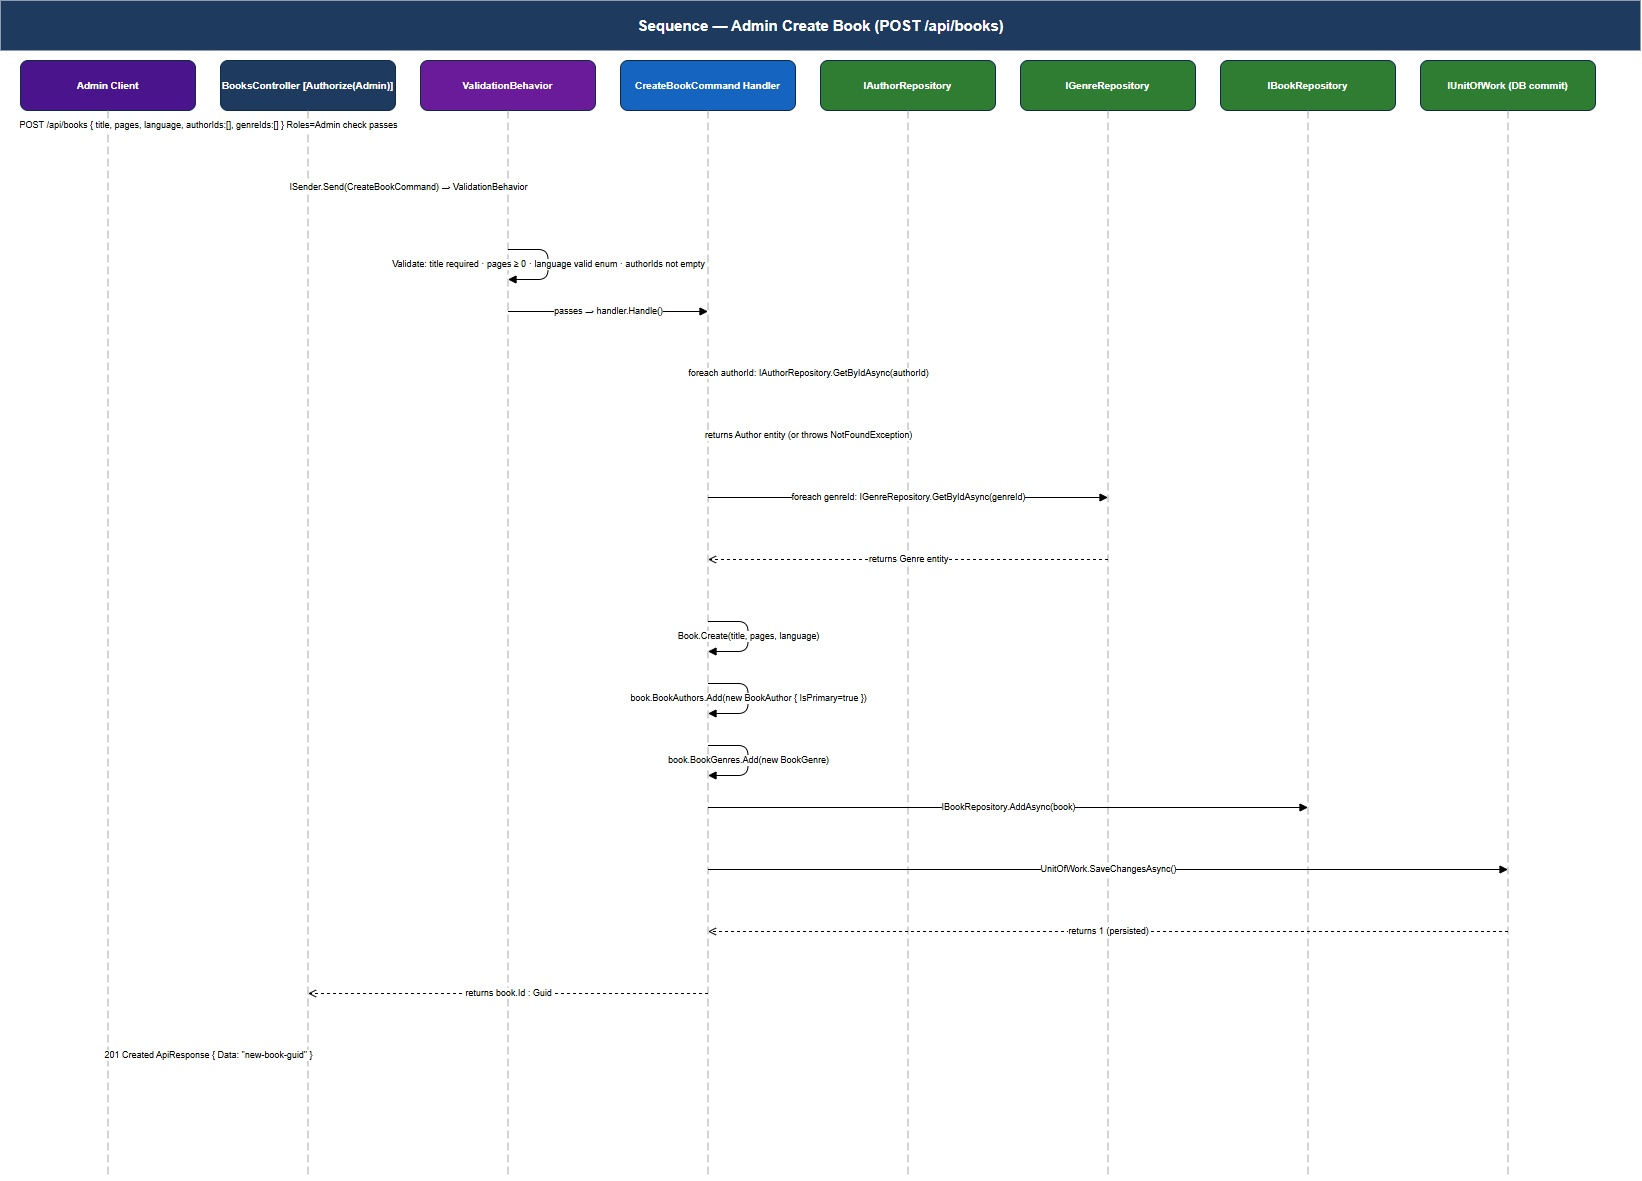 Sequence — Admin Create Book (POST /api/books)
Admin Client
BooksController [Authorize(Admin)]
ValidationBehavior
CreateBookCommand Handler
IAuthorRepository
IGenreRepository
IBookRepository
IUnitOfWork (DB commit)
POST /api/books { title, pages, language, authorIds:[], genreIds:[] } Roles=Admin check passes
ISender.Send(CreateBookCommand) → ValidationBehavior
Validate: title required · pages ≥ 0 · language valid enum · authorIds not empty
passes → handler.Handle()
foreach authorId: IAuthorRepository.GetByIdAsync(authorId)
returns Author entity (or throws NotFoundException)
foreach genreId: IGenreRepository.GetByIdAsync(genreId)
returns Genre entity
Book.Create(title, pages, language)
book.BookAuthors.Add(new BookAuthor { IsPrimary=true })
book.BookGenres.Add(new BookGenre)
IBookRepository.AddAsync(book)
UnitOfWork.SaveChangesAsync()
returns 1 (persisted)
returns book.Id : Guid
201 Created ApiResponse { Data: "new-book-guid" }